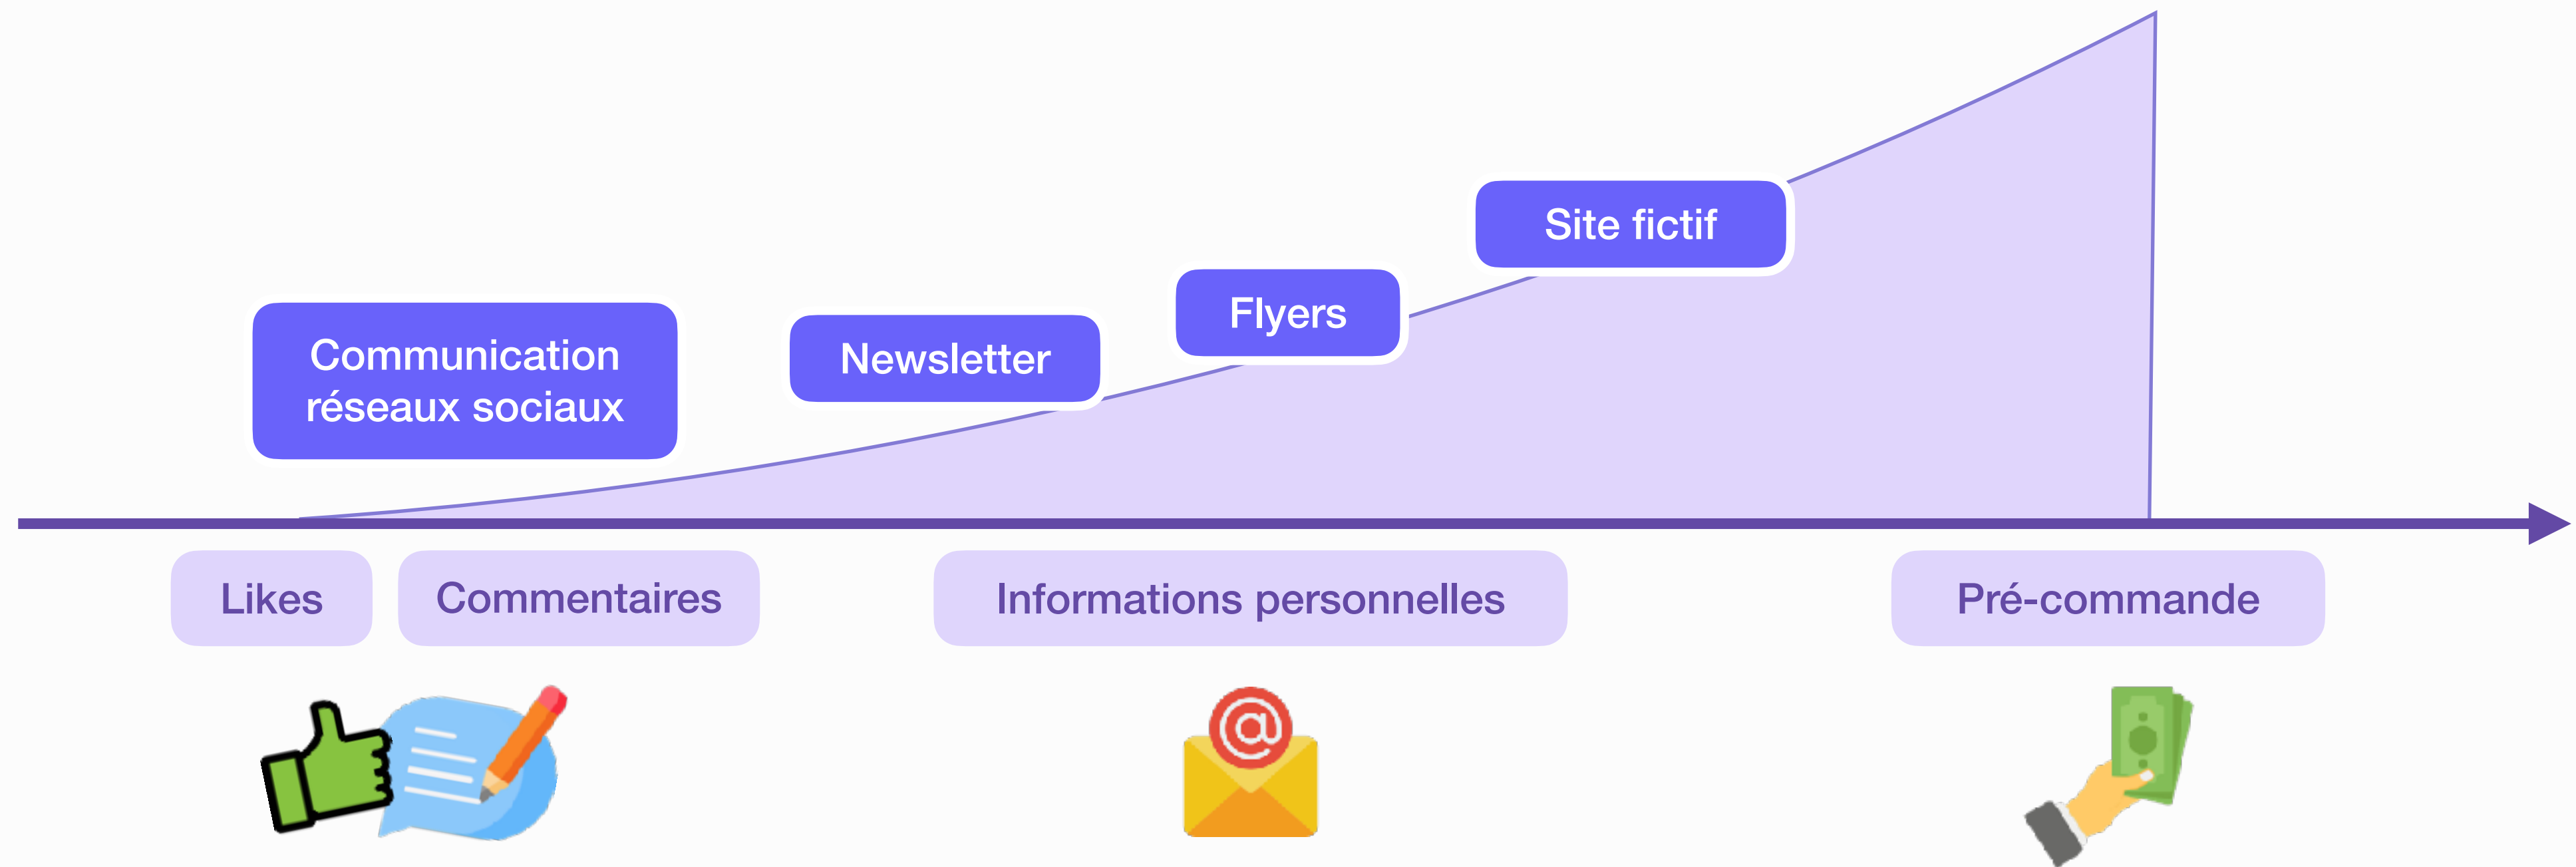 Communication
réseaux sociaux
Newsletter
Flyers
Site fictif
Likes
Commentaires
Informations personnelles
Pré-commande
@